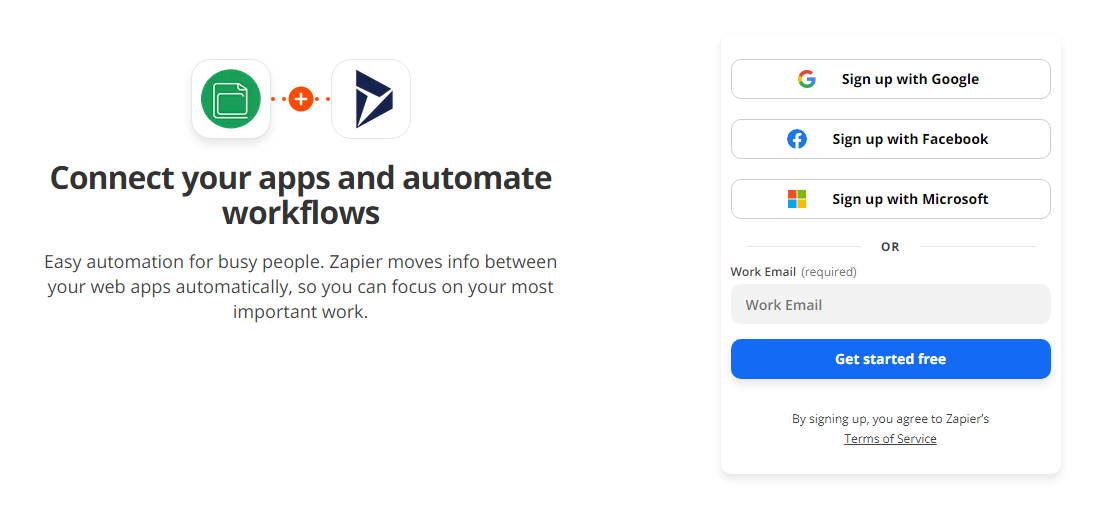 Connect your apps and automate
workflows
Easy automation for busy people. Zapier moves info between
your web apps automatically, so you can focus on your most
important work.
Sign up with Google
Sign up with Facebook
Sign up with Microsoft
OR
Work Email (required)
Work Email
Get started free
By signing up, you agree to Zapier's
Terms of Service